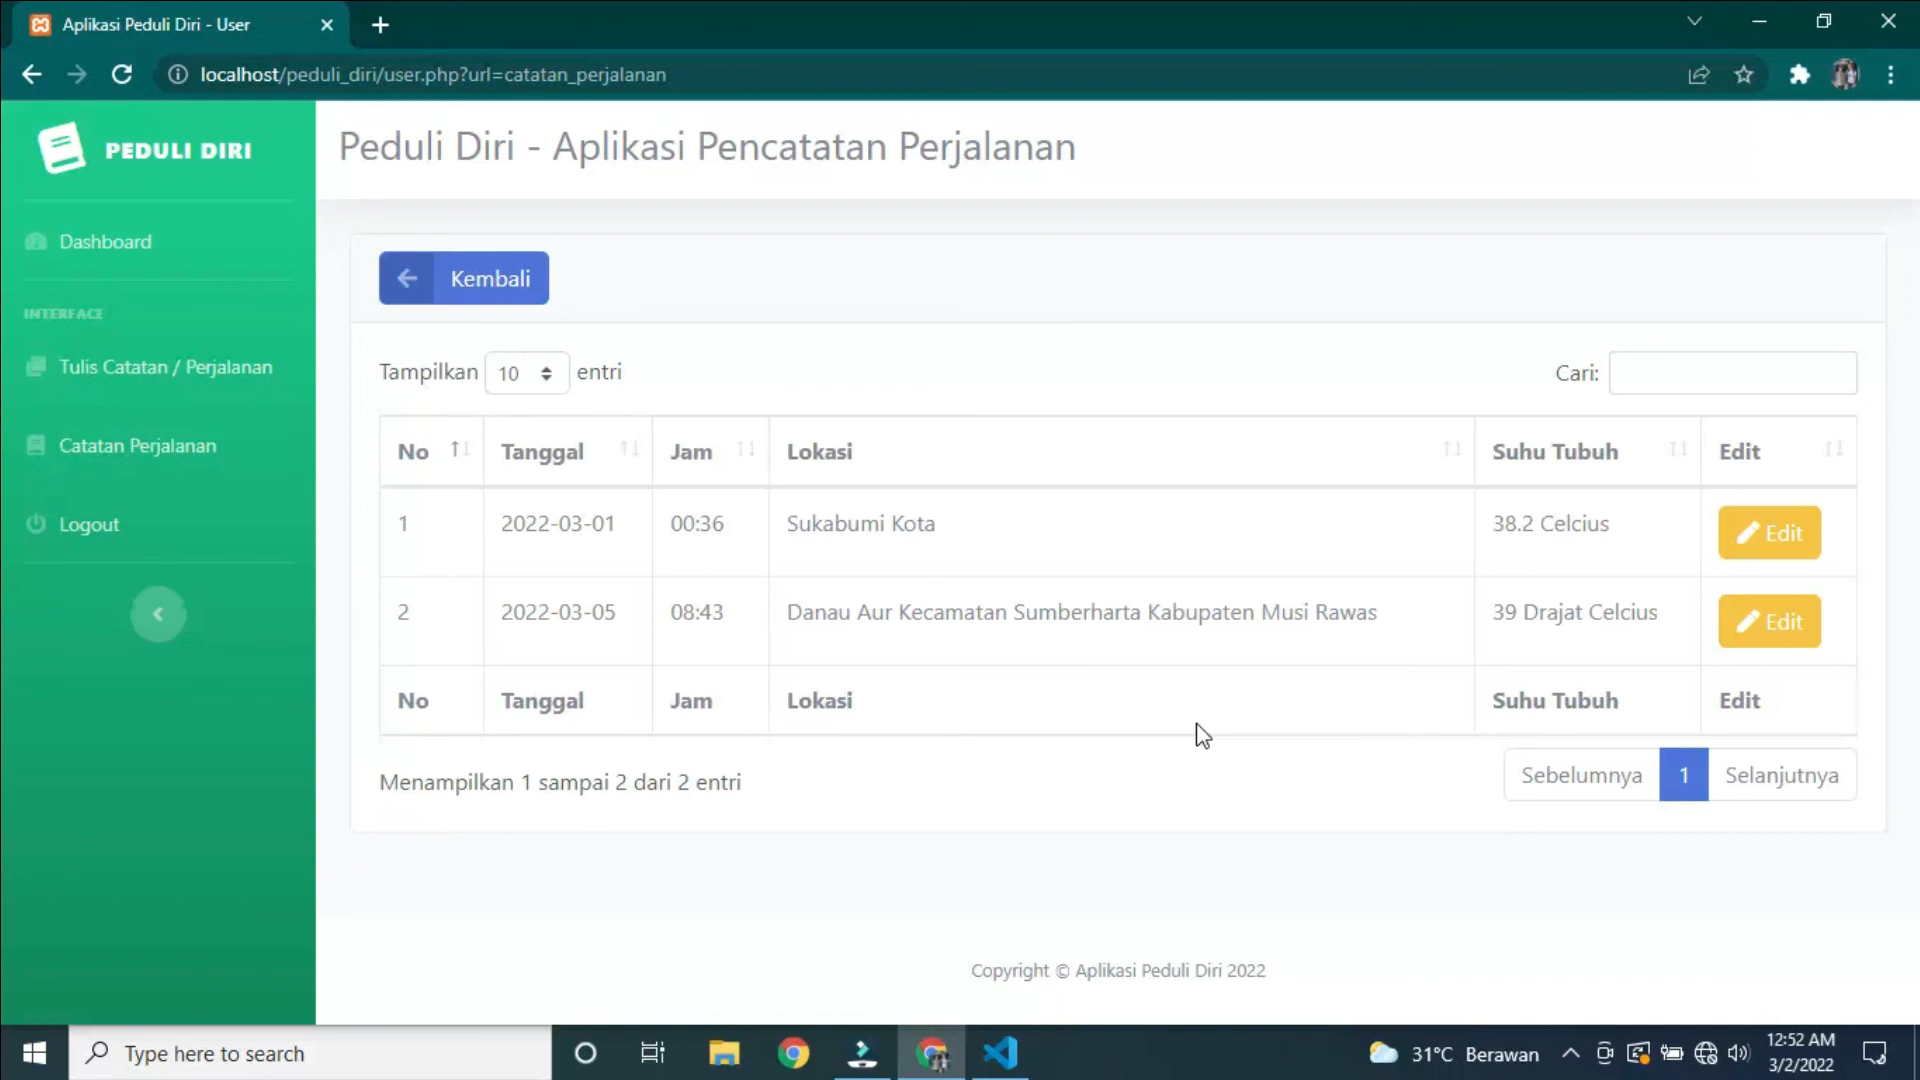 Aplikasi Peduli Diri - User
localhost/peduli_diri/user.php?url=catatan_perjalanan
PEDULI DIRI
Peduli Diri - Aplikasi Pencatatan Perjalanan
Dashboard
INTERFACE
Tulis Catatan / Perjalanan
Catatan Perjalanan
Logout
Kembali
Tampilkan 10 entri
Cari:
No Tanggal Jam Lokasi Suhu Tubuh Edit
1 2022-03-01 00:36 Sukabumi Kota 38.2 Celcius Edit
2 2022-03-05 08:43 Danau Aur Kecamatan Sumberharta Kabupaten Musi Rawas 39 Drajat Celcius Edit
No Tanggal Jam Lokasi Suhu Tubuh Edit
Menampilkan 1 sampai 2 dari 2 entri
Sebelumnya 1 Selanjutnya
Copyright © Aplikasi Peduli Diri 2022
Type here to search
31°C Berawan
12:52 AM
3/2/2022